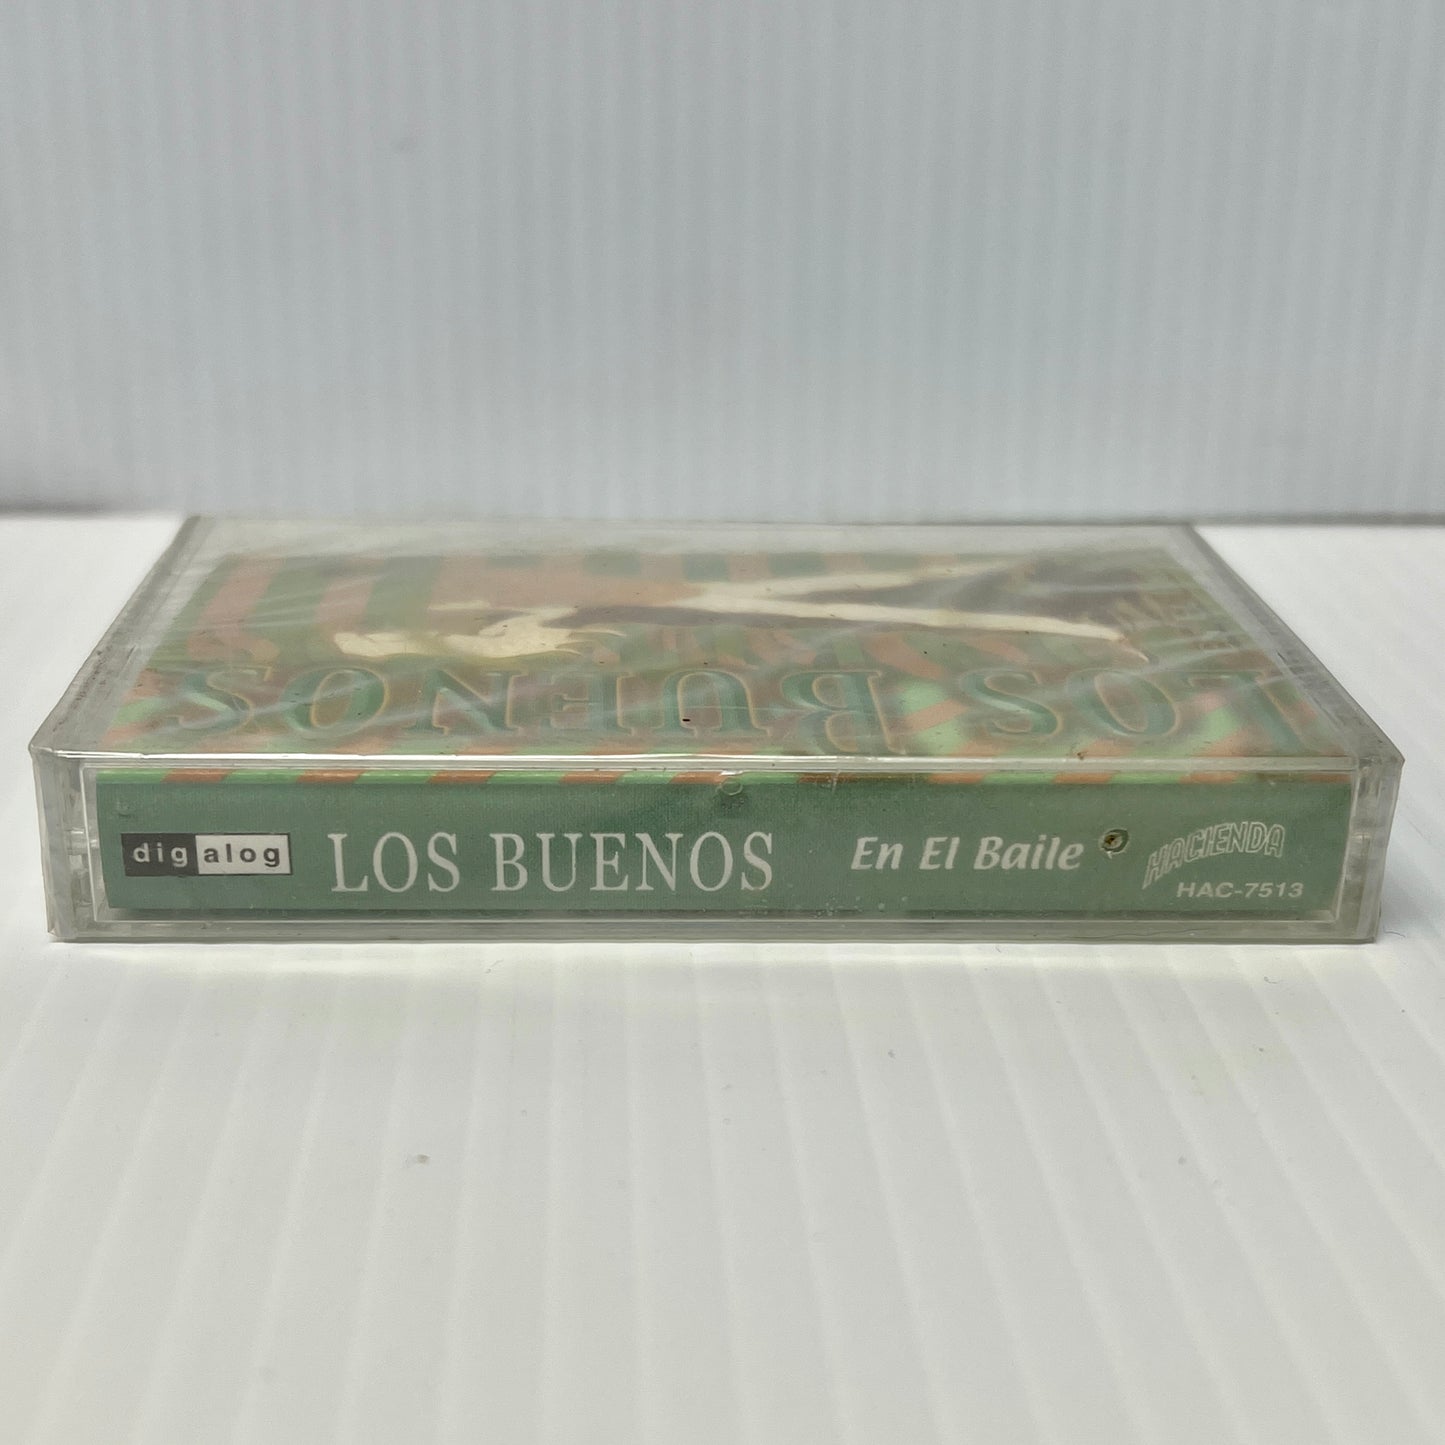 LOS BUENOS
digalog LOS BUENOS En El Baile HACIENDA
HAC-7513